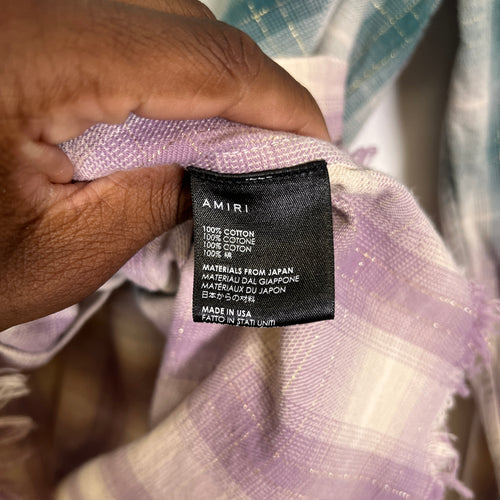 AMIRI
100% COTTON
100% COTONE
100% COTON
100% 綿
MATERIALS FROM JAPAN
MATERIALI DAL GIAPPONE
MATÉRIAUX DU JAPON
日本からの材料
MADE IN USA
FATTO IN STATI UNITI